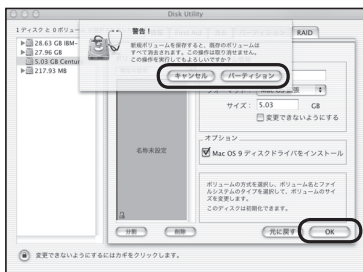 Disk Utility
1 ディスク と 0 ボリュー
28.63 GB IBM-
27.96 GB
5.03 GB Centur
217.93 MB
警告！
新規ボリュームを保存すると、既存のボリュームは
すべて消去されます。この操作は取り消せません。
この操作を実行してもよろしいですか？
キャンセル
パーティション
RAID
サイズ：
5.03
GB
変更できないようにする
オプション
Mac OS 9 ディスクドライバをインストール
名称未設定
ボリュームの方式を選択し、ボリューム名とファイ
ルシステムのタイプを選択して、ボリュームのサイ
ズを変更します。
このディスクは初期化できます。
分割
削除
元に戻す
OK
変更できないようにするにはカギをクリックします。